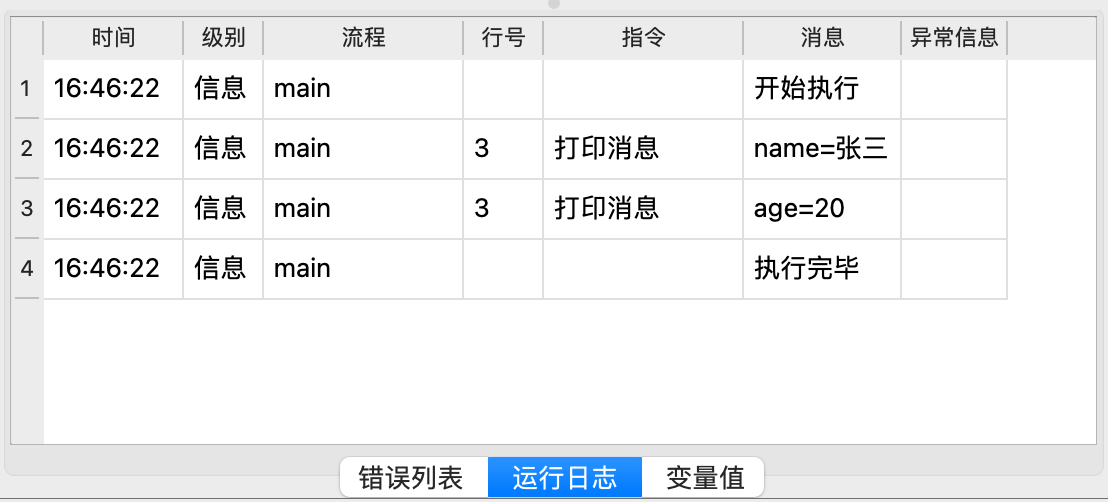 时间 级别 流程 行号 指令 消息 异常信息
1 16:46:22 信息 main 开始执行
2 16:46:22 信息 main 3 打印消息 name=张三
3 16:46:22 信息 main 3 打印消息 age=20
4 16:46:22 信息 main 执行完毕
错误列表 运行日志 变量值